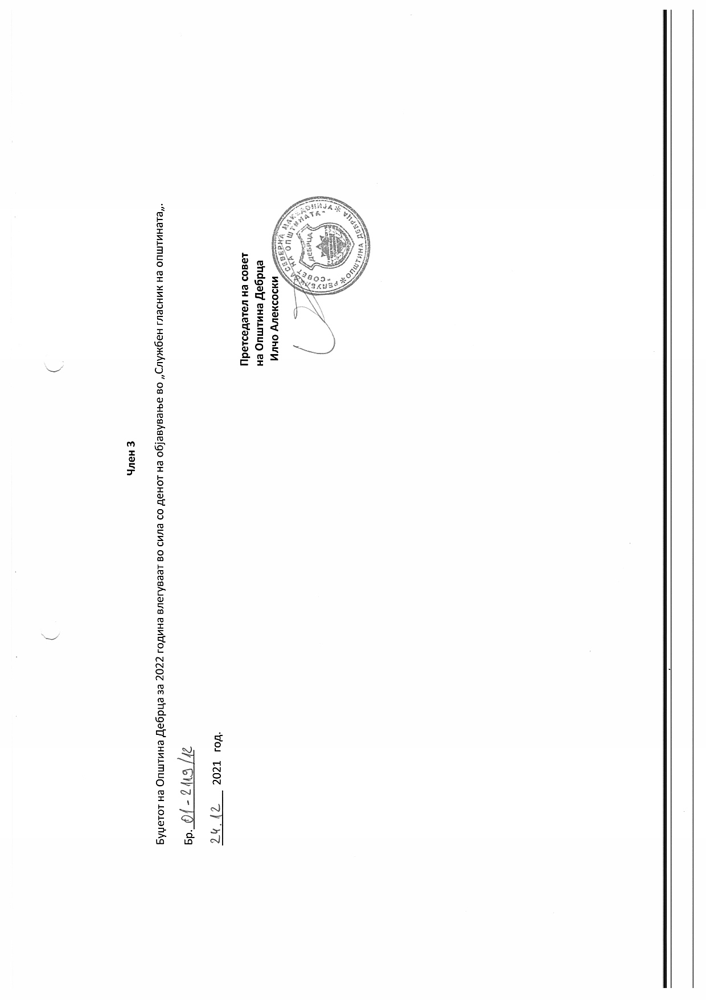 Член 3
Буџетот на Општина Дебрца за 2022 година влегуваат во сила со денот на објавување во „Службен гласник на општината„.
Бр. 01-2119/12
24.12 2021 год.
Претседател на совет
на Општина Дебрца
Илчо Алексоски
РЕПУБЛИКА СЕВЕРНА МАКЕДОНИЈА * ОПШТИНА ДЕБРЦА *
"СОВЕТ НА ОПШТИНАТА"
ДЕБРЦА